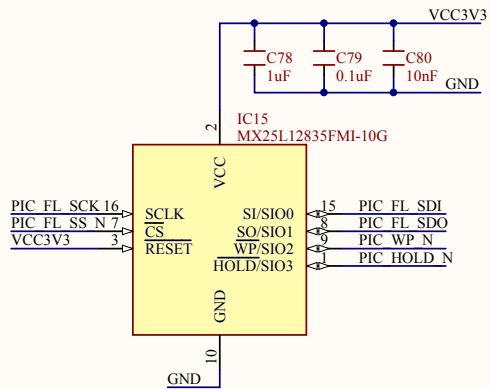 VCC3V3
C78
1uF
C79
0.1uF
C80
10nF
GND
IC15
MX25L12835FMI-10G
2
VCC
PIC_FL_SCK 16
SCLK
SI/SIO0
15 PIC_FL_SDI
PIC_FL_SS_N 7
CS
SO/SIO1
8 PIC_FL_SDO
VCC3V3 3
RESET
WP/SIO2
9 PIC_WP_N
HOLD/SIO3
1 PIC_HOLD_N
GND
10
GND